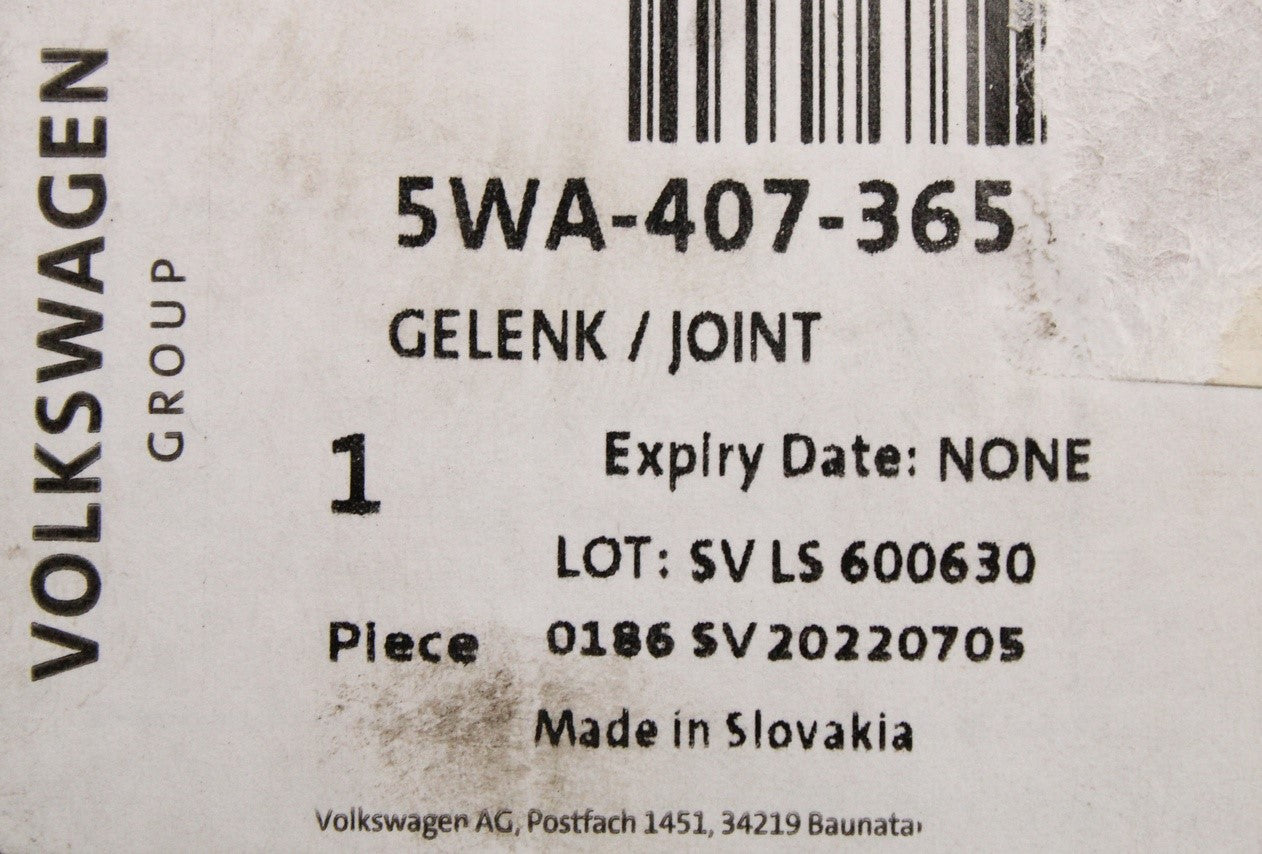 VOLKSWAGEN
GROUP
5WA-407-365
GELENK / JOINT
1
Expiry Date: NONE
LOT: SV LS 600630
Piece 0186 SV 20220705
Made in Slovakia
Volkswagen AG, Postfach 1451, 34219 Baunata